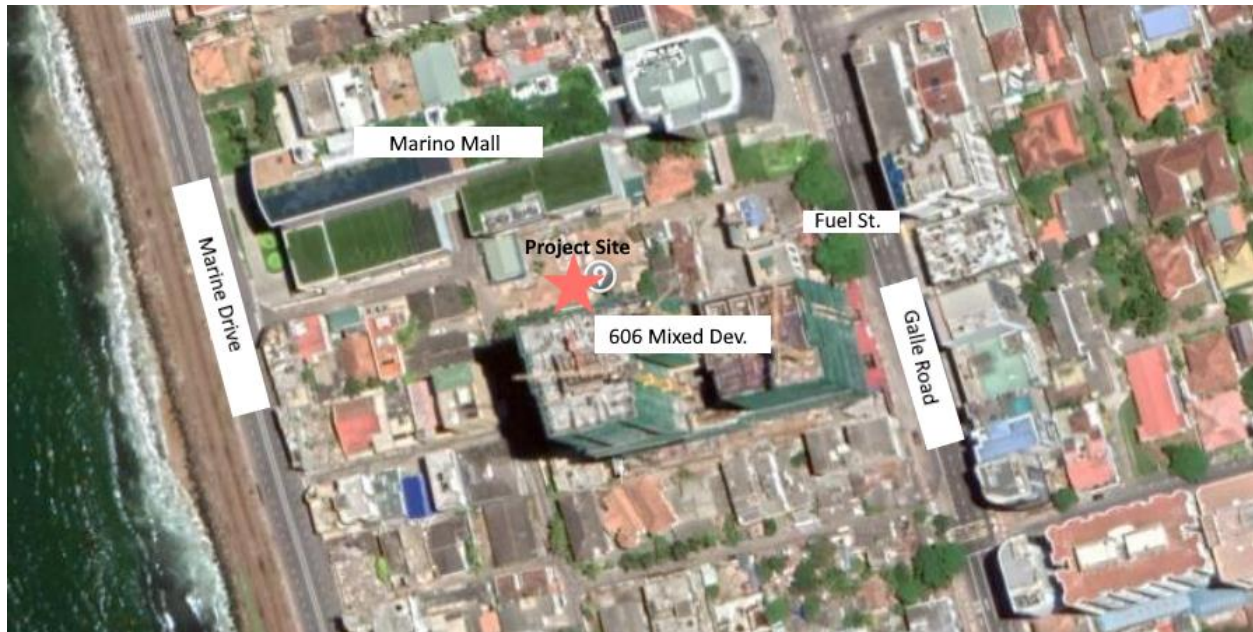 Marino Mall
Fuel St.
Project Site
Marine Drive
606 Mixed Dev.
Galle Road